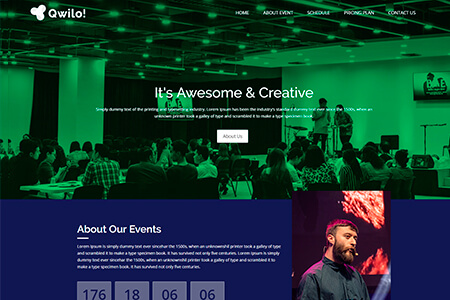 Qwilo!
HOME ABOUT EVENT SCHEDULE PRICING PLAN CONTACT US
It's Awesome & Creative
Simply dummy text of the printing and typesetting industry. Lorem Ipsum has been the industry's standard dummy text ever since the 1500s, when an
unknown printer took a galley of type and scrambled it to make a type specimen book.
About Us
About Our Events
Lorem Ipsum is simply dummy text ever sincehar the 1500s, when an unknownshil printer took a galley of type
and scrambled it to make a type specimen book. It has survived not only five centuries. Lorem Ipsum is
simply dummy text ever sincehar the 1500s, when an unknownshil printer took a galley of type
and scrambled it to make a type specimen book.
It has survived not only five centuries.
176 18 06 06